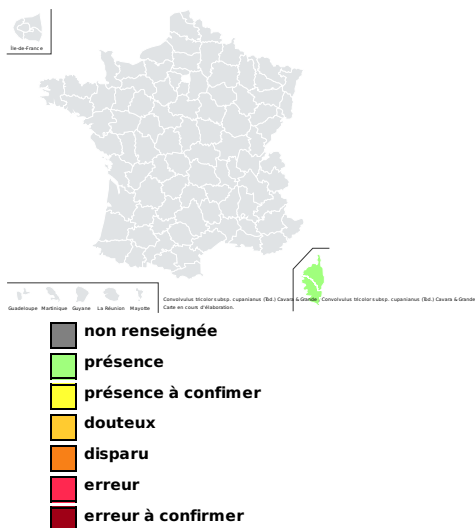 Île-de-France
Guadeloupe Martinique Guyane La Réunion Mayotte
Convolvulus tricolor subsp. cupanianus (Tod.) Cavara & Grande , Convolvulus tricolor subsp. cupanianus (Tod.) Cavara & Grande
Carte en cours d'élaboration.
non renseignée
présence
présence à confimer
douteux
disparu
erreur
erreur à confirmer